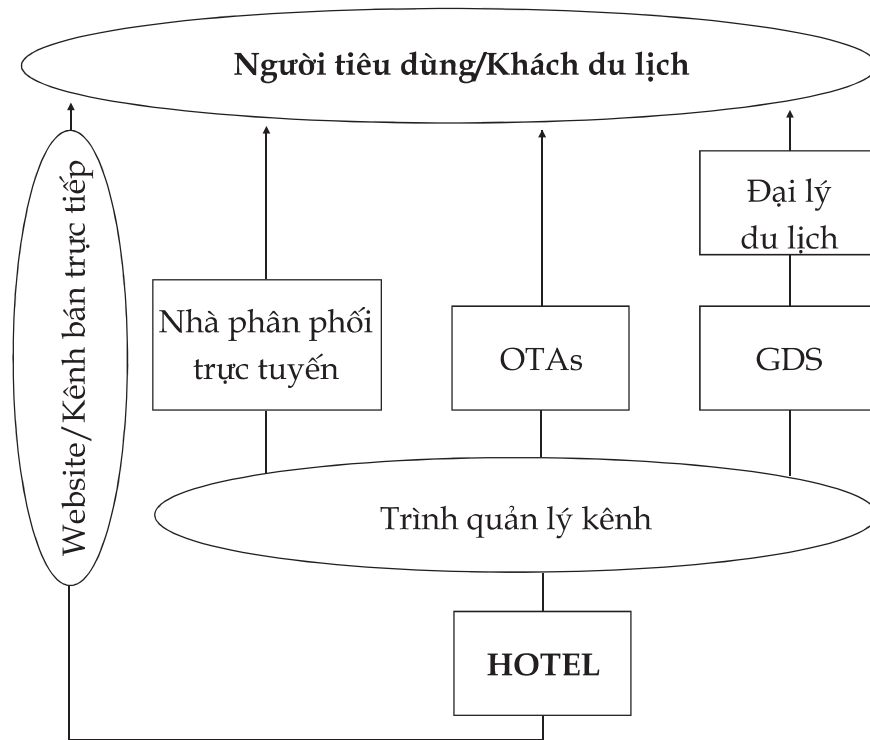 Người tiêu dùng/Khách du lịch
Website/Kênh bán trực tiếp
Đại lý
du lịch
Nhà phân phối
trực tuyến
OTAs
GDS
Trình quản lý kênh
HOTEL